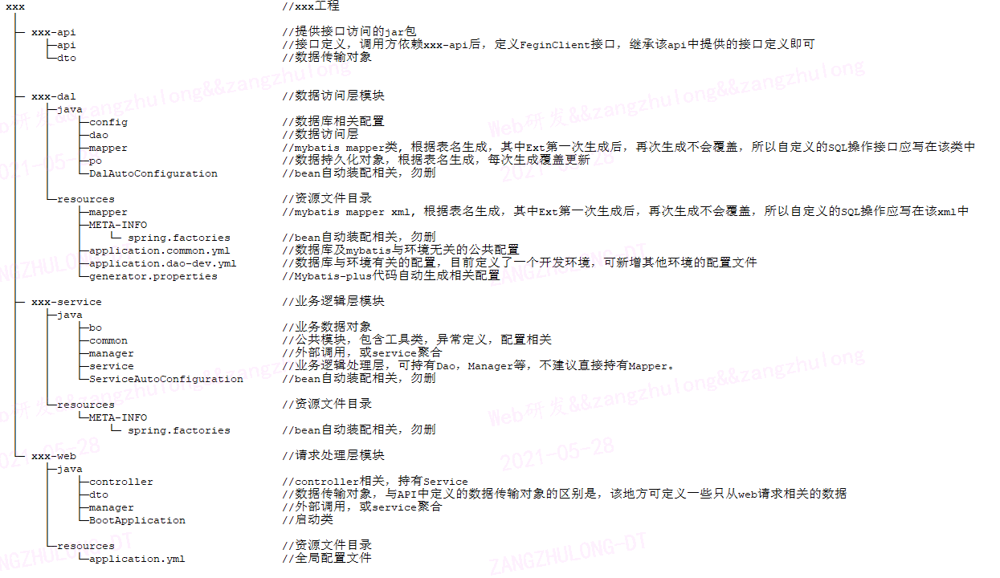 xxx //xxx工程
xxx-api //提供接口访问的jar包
api //接口定义，调用方依赖xxx-api后，定义FeginClient接口，继承该api中提供的接口定义即可
dto //数据传输对象
xxx-dal //数据访问层模块
java
config //数据库相关配置
dao //数据访问层
mapper //mybatis mapper类, 根据表名生成，其中Ext第一次生成后，再次生成不会覆盖，所以自定义的SQL操作接口应写在该类中
po //数据持久化对象，根据表名生成，每次生成覆盖更新
DalAutoConfiguration //bean自动装配相关，勿删
resources //资源文件目录
mapper //mybatis mapper xml, 根据表名生成，其中Ext第一次生成后，再次生成不会覆盖，所以自定义的SQL操作应写在该xml中
META-INFO
spring.factories //bean自动装配相关，勿删
application.common.yml //数据库及mybatis与环境无关的公共配置
application.dao-dev.yml //数据库与环境有关的配置，目前定义了一个开发环境，可新增其他环境的配置文件
generator.properties //Mybatis-plus代码自动生成相关配置
xxx-service //业务逻辑层模块
java
bo //业务数据对象
common //公共模块，包含工具类，异常定义，配置相关
manager //外部调用，或service聚合
service //业务逻辑处理层，可持有Dao，Manager等，不建议直接持有Mapper。
ServiceAutoConfiguration //bean自动装配相关，勿删
resources //资源文件目录
META-INFO
spring.factories //bean自动装配相关，勿删
xxx-web //请求处理层模块
java
controller //controller相关，持有Service
dto //数据传输对象，与API中定义的数据传输对象的区别是，该地方可定义一些只从web请求相关的数据
manager //外部调用，或service聚合
BootApplication //启动类
resources //资源文件目录
application.yml //全局配置文件
Web研发&&zangzhulong&&zangzhulong
2021-05-28
ZANGZHULONG-DT
Web研发&&zangzhulong&&zangzhulong
2021-05-28
ZANGZHULONG-DT